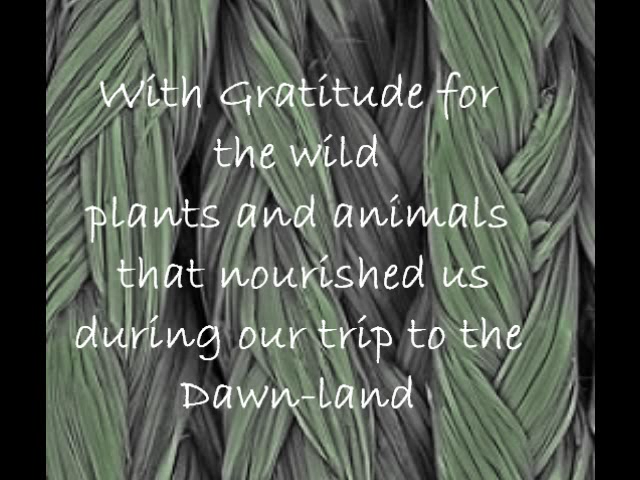 With Gratitude for
the wild
plants and animals
that nourished us
during our trip to the
Dawn-land